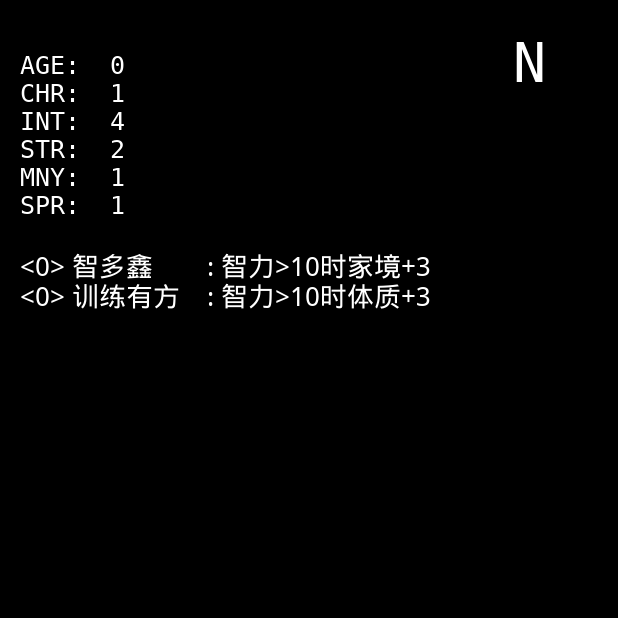 N
AGE: 0
CHR: 1
INT: 4
STR: 2
MNY: 1
SPR: 1
<0> 智多鑫 : 智力>10时家境+3
<0> 训练有方 : 智力>10时体质+3